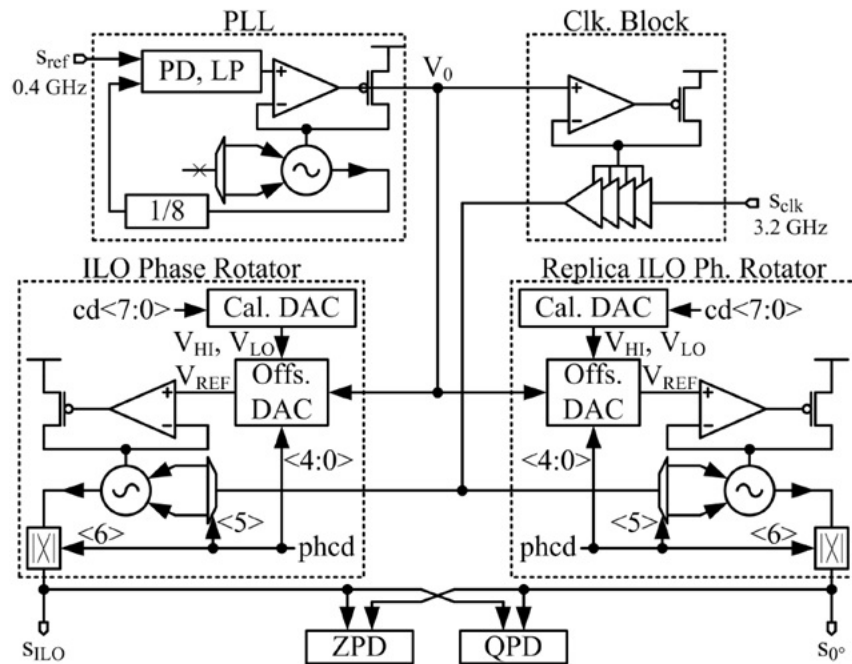 PLL
Clk. Block
s_ref
0.4 GHz
PD, LP
+
−
V_0
+
−
1/8
s_clk
3.2 GHz
ILO Phase Rotator
Replica ILO Ph. Rotator
cd<7:0>
Cal. DAC
Cal. DAC
cd<7:0>
V_HI, V_LO
V_HI, V_LO
V_REF
Offs.
DAC
Offs.
DAC
V_REF
+
−
+
−
<4:0>
<4:0>
<5>
<5>
<6>
phcd
phcd
<6>
s_ILO
ZPD
QPD
s_0°